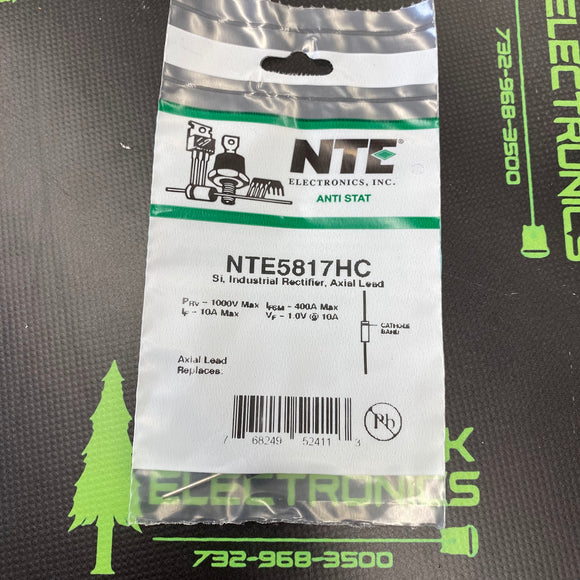 NTE
ELECTRONICS, INC.
ANTI STAT
NTE5817HC
Si, Industrial Rectifier, Axial Lead
PRV – 1000V Max IFSM – 400A Max
IF – 10A Max VF – 1.0V @ 10A
CATHODE
BAND
Axial Lead
Replaces:
7 68249 52411 3
Pb
K
ELECTRONICS
732-968-3500
732-968-3500
ONICS